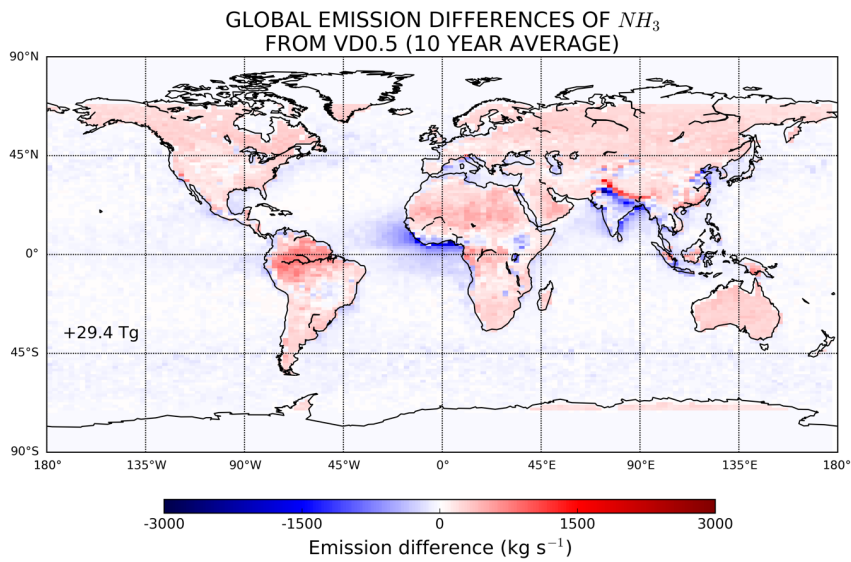 GLOBAL EMISSION DIFFERENCES OF NH₃
FROM VD0.5 (10 YEAR AVERAGE)
90°N
45°N
0°
+29.4 Tg
45°S
90°S
180° 135°W 90°W 45°W 0° 45°E 90°E 135°E 180°
-3000 -1500 0 1500 3000
Emission difference (kg s⁻¹)